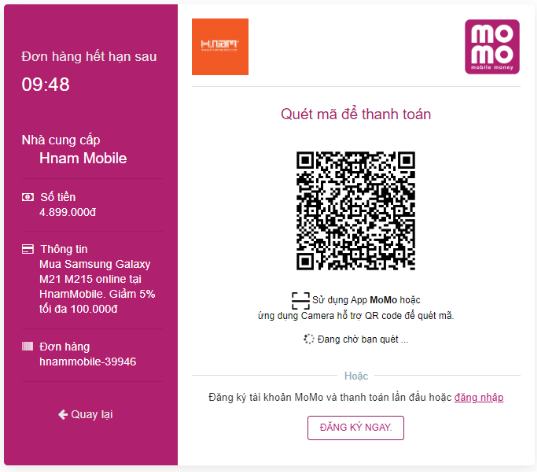 Đơn hàng hết hạn sau
09:48
Nhà cung cấp
Hnam Mobile
Số tiền
4.899.000đ
Thông tin
Mua Samsung Galaxy
M21 M215 online tại
HnamMobile. Giảm 5%
tối đa 100.000đ
Đơn hàng
hnammobile-39946
Quay lại
H.nam
mo
mo
mobile money
Quét mã để thanh toán
Sử dụng App MoMo hoặc
ứng dụng Camera hỗ trợ QR code để quét mã.
Đang chờ bạn quét ...
Hoặc
Đăng ký tài khoản MoMo và thanh toán lần đầu hoặc đăng nhập
ĐĂNG KÝ NGAY.